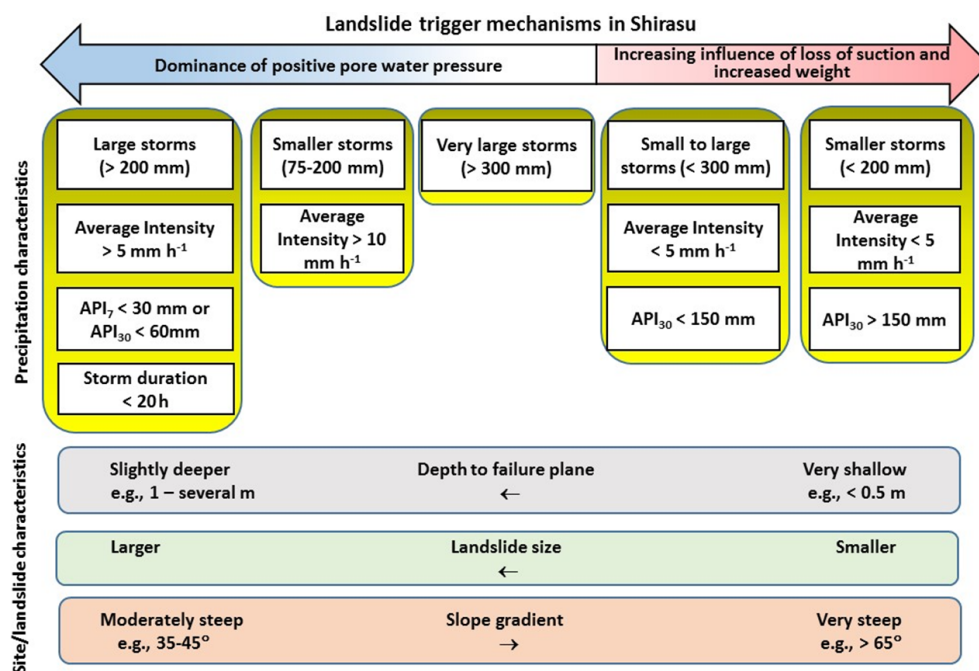 Landslide trigger mechanisms in Shirasu
Dominance of positive pore water pressure
Increasing influence of loss of suction and
increased weight
Precipitation characteristics
Large storms
(> 200 mm)
Average Intensity
> 5 mm h⁻¹
API₇ < 30 mm or
API₃₀ < 60mm
Storm duration
< 20 h
Smaller storms
(75-200 mm)
Average
Intensity > 10
mm h⁻¹
Very large storms
(> 300 mm)
Small to large
storms (< 300 mm)
Average Intensity
< 5 mm h⁻¹
API₃₀ < 150 mm
Smaller storms
(< 200 mm)
Average
Intensity < 5
mm h⁻¹
API₃₀ > 150 mm
Site/landslide characteristics
Slightly deeper
e.g., 1 – several m
Depth to failure plane
←
Very shallow
e.g., < 0.5 m
Larger
Landslide size
←
Smaller
Moderately steep
e.g., 35-45°
Slope gradient
→
Very steep
e.g., > 65°